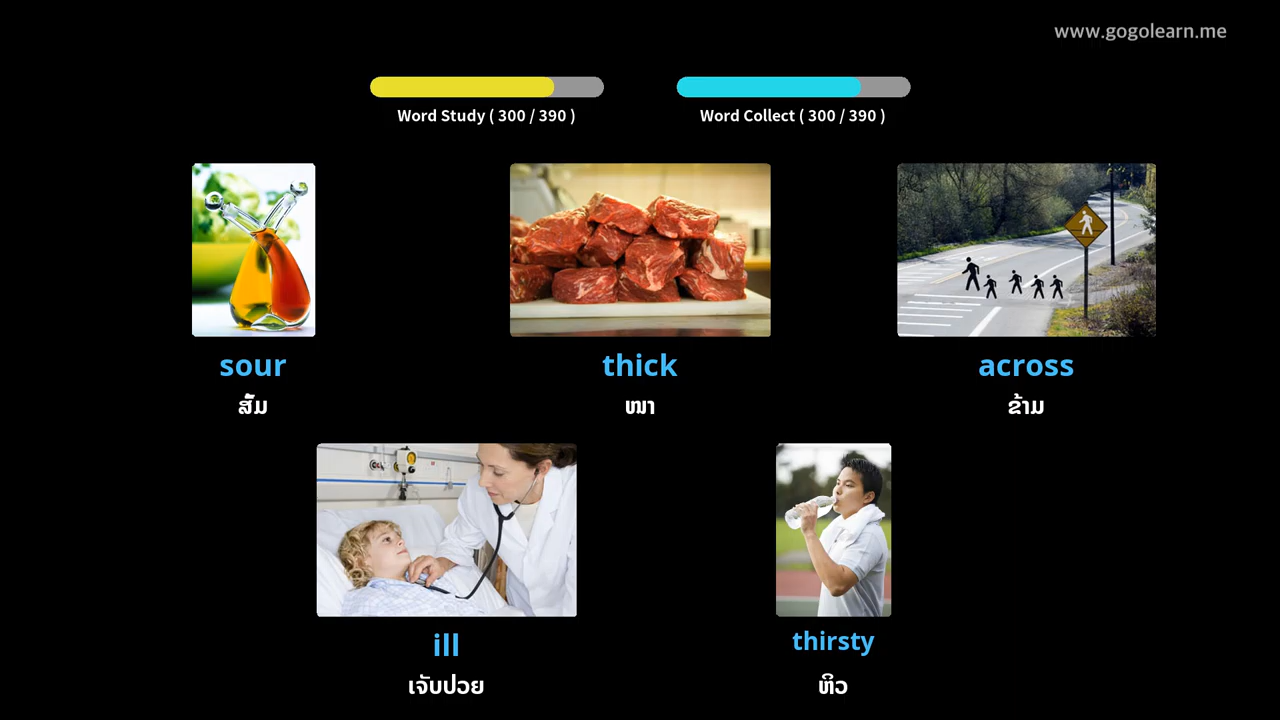 www.gogolearn.me
Word Study ( 300 / 390 )
Word Collect ( 300 / 390 )
sour
ສົ້ມ
thick
ໜາ
across
ຂ້າມ
ill
ເຈັບປວຍ
thirsty
ຫິວ